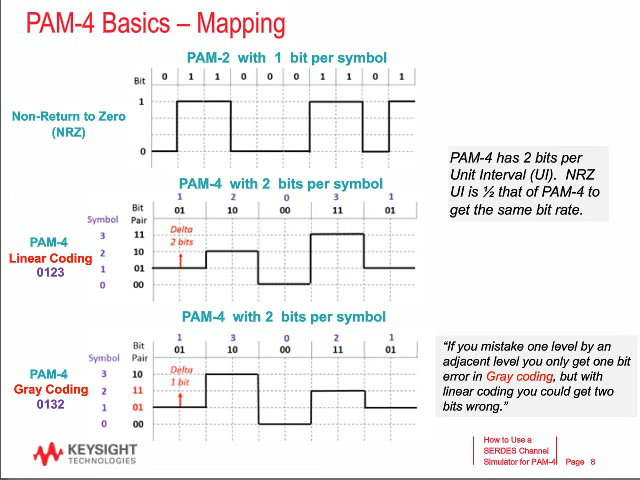 PAM-4 Basics – Mapping
PAM-2 with 1 bit per symbol
Bit 0 1 1 0 0 0 1 1 0 1
Non-Return to Zero
(NRZ)
1
0
PAM-4 has 2 bits per
Unit Interval (UI). NRZ
UI is ½ that of PAM-4 to
get the same bit rate.
PAM-4 with 2 bits per symbol
1 2 0 3 1
Bit
Pair
01 10 00 11 01
Symbol
PAM-4
Linear Coding
0123
3 11
2 10
1 01
0 00
Delta
2 bits
PAM-4 with 2 bits per symbol
1 3 0 2 1
Bit
Pair
01 10 00 11 01
Symbol
PAM-4
Gray Coding
0132
3 10
2 11
1 01
0 00
Delta
1 bit
“If you mistake one level by an
adjacent level you only get one bit
error in Gray coding, but with
linear coding you could get two
bits wrong.”
KEYSIGHT
TECHNOLOGIES
How to Use a
SERDES Channel
Simulator for PAM-4
Page 8